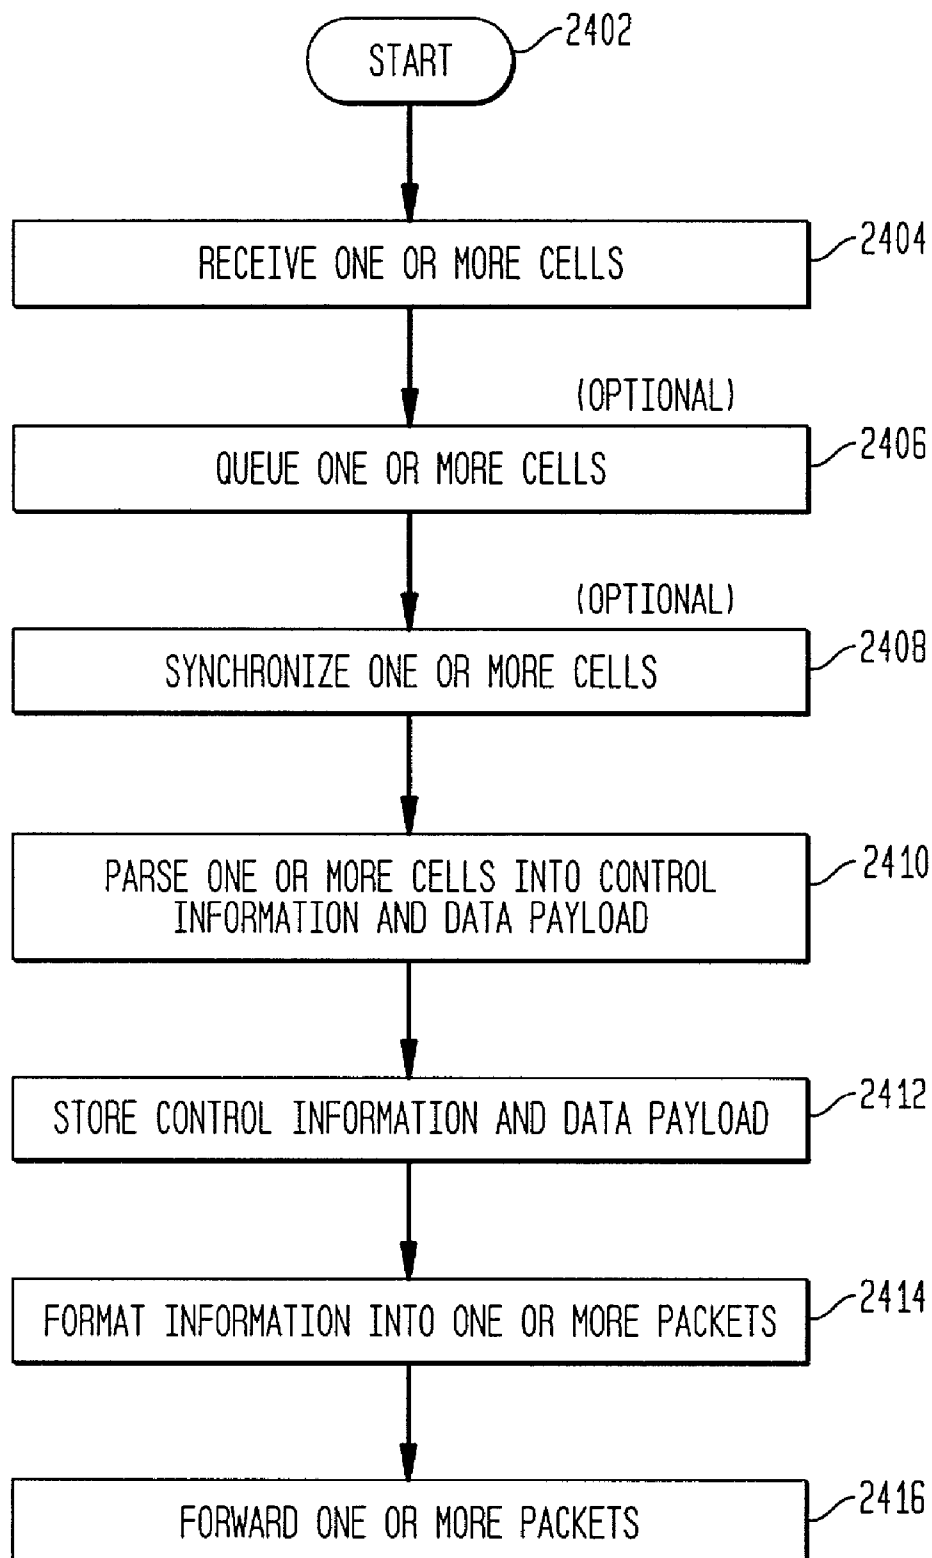 START
2402
RECEIVE ONE OR MORE CELLS
2404
(OPTIONAL)
QUEUE ONE OR MORE CELLS
2406
(OPTIONAL)
SYNCHRONIZE ONE OR MORE CELLS
2408
PARSE ONE OR MORE CELLS INTO CONTROL
INFORMATION AND DATA PAYLOAD
2410
STORE CONTROL INFORMATION AND DATA PAYLOAD
2412
FORMAT INFORMATION INTO ONE OR MORE PACKETS
2414
FORWARD ONE OR MORE PACKETS
2416